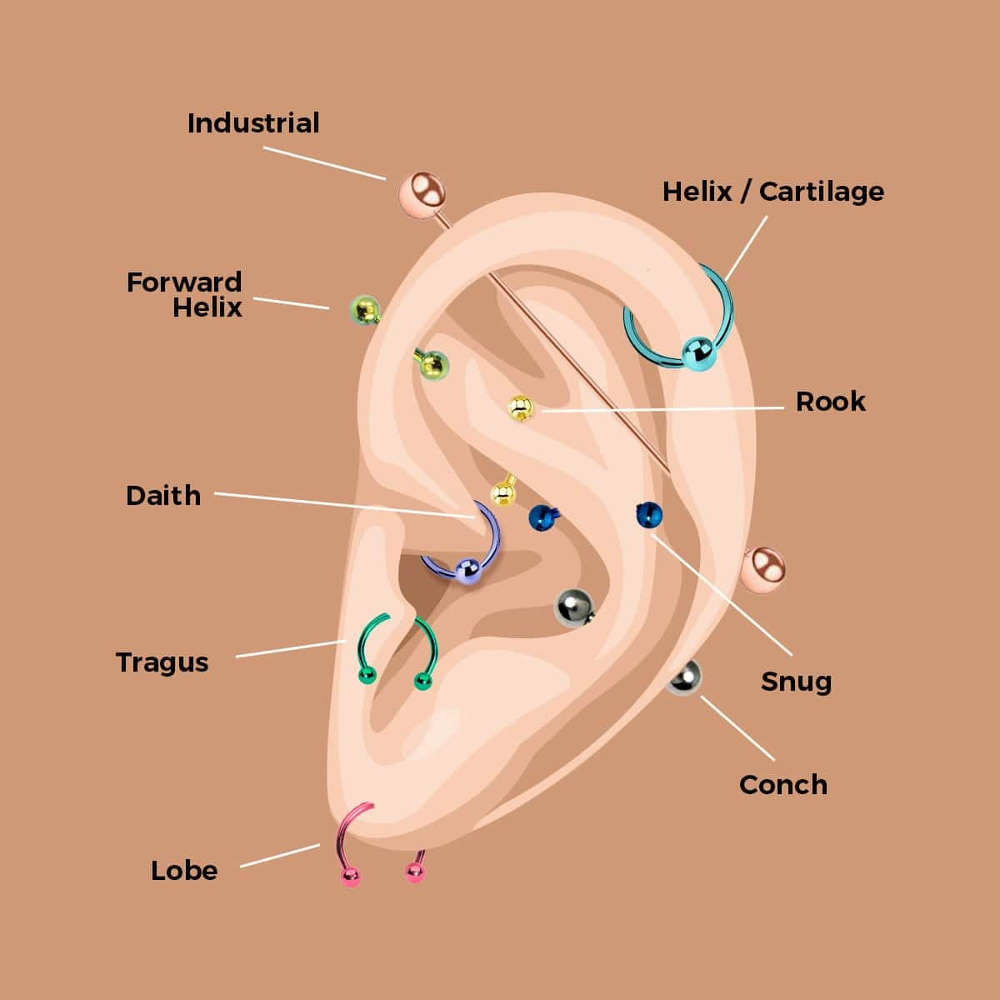 Industrial
Helix / Cartilage
Forward
Helix
Rook
Daith
Tragus
Snug
Conch
Lobe